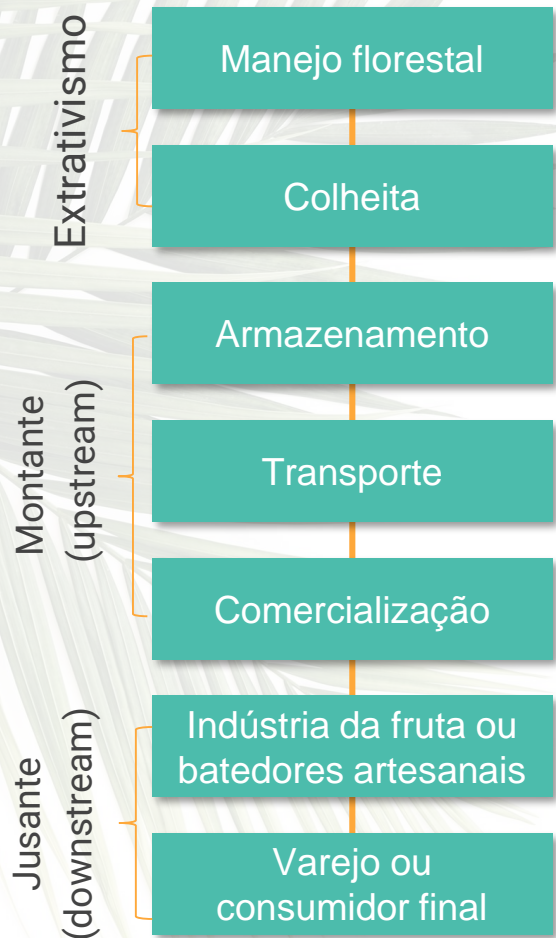 Extrativismo
Manejo florestal
Colheita
Montante
(upstream)
Armazenamento
Transporte
Comercialização
Jusante
(downstream)
Indústria da fruta ou
batedores artesanais
Varejo ou
consumidor final